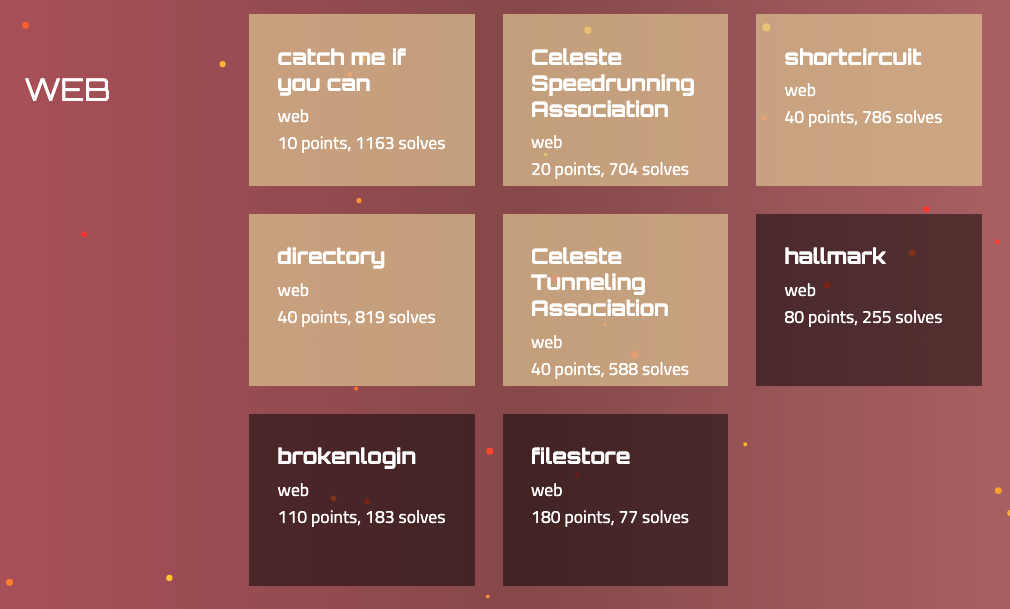 WEB
catch me if
you can
web
10 points, 1163 solves
Celeste
Speedrunning
Association
web
20 points, 704 solves
shortcircuit
web
40 points, 786 solves
directory
web
40 points, 819 solves
Celeste
Tunneling
Association
web
40 points, 588 solves
hallmark
web
80 points, 255 solves
brokenlogin
web
110 points, 183 solves
filestore
web
180 points, 77 solves